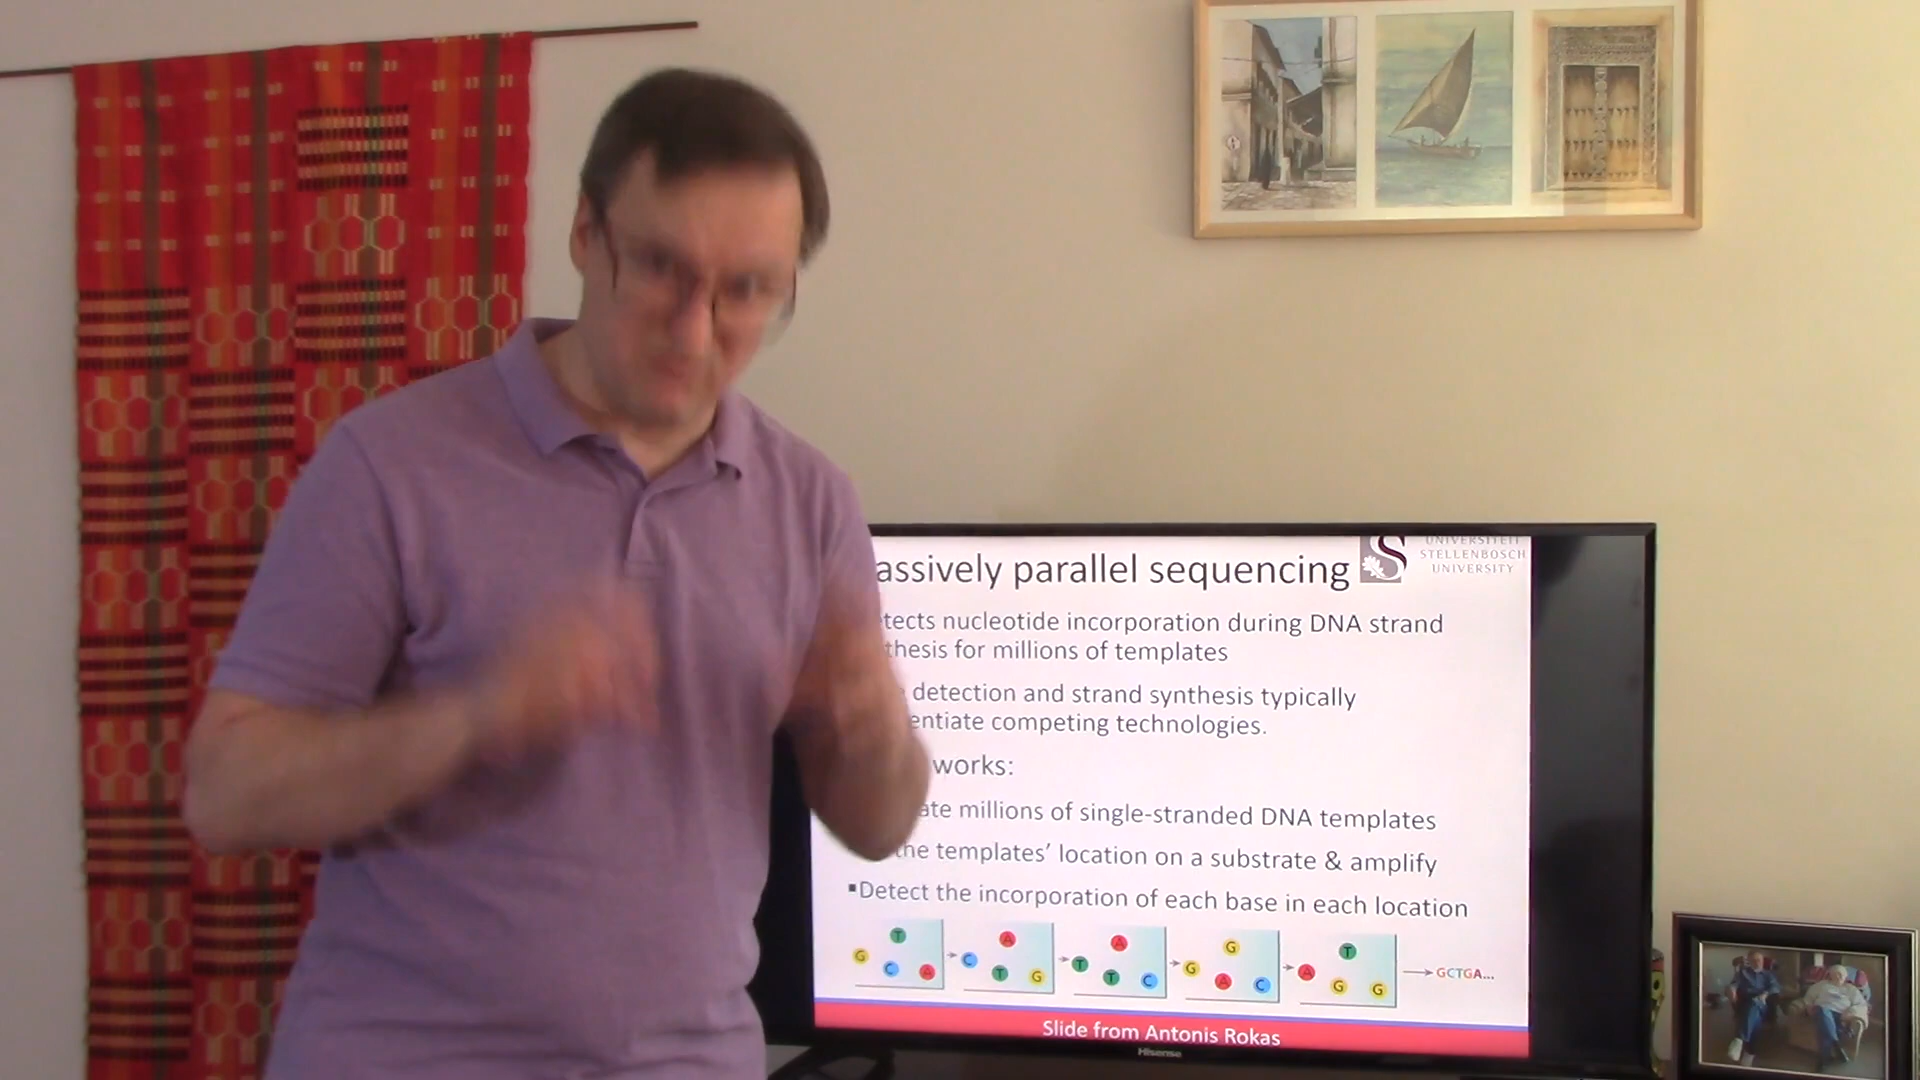 assively parallel sequencing
UNIVERSITEIT
STELLENBOSCH
UNIVERSITY
tects nucleotide incorporation during DNA strand
thesis for millions of templates
detection and strand synthesis typically
entiate competing technologies.
works:
ate millions of single-stranded DNA templates
the templates' location on a substrate & amplify
▪Detect the incorporation of each base in each location
T G C A
A C T G
A T T C
G G A C
T A G G
GCTGA...
Slide from Antonis Rokas
Hisense